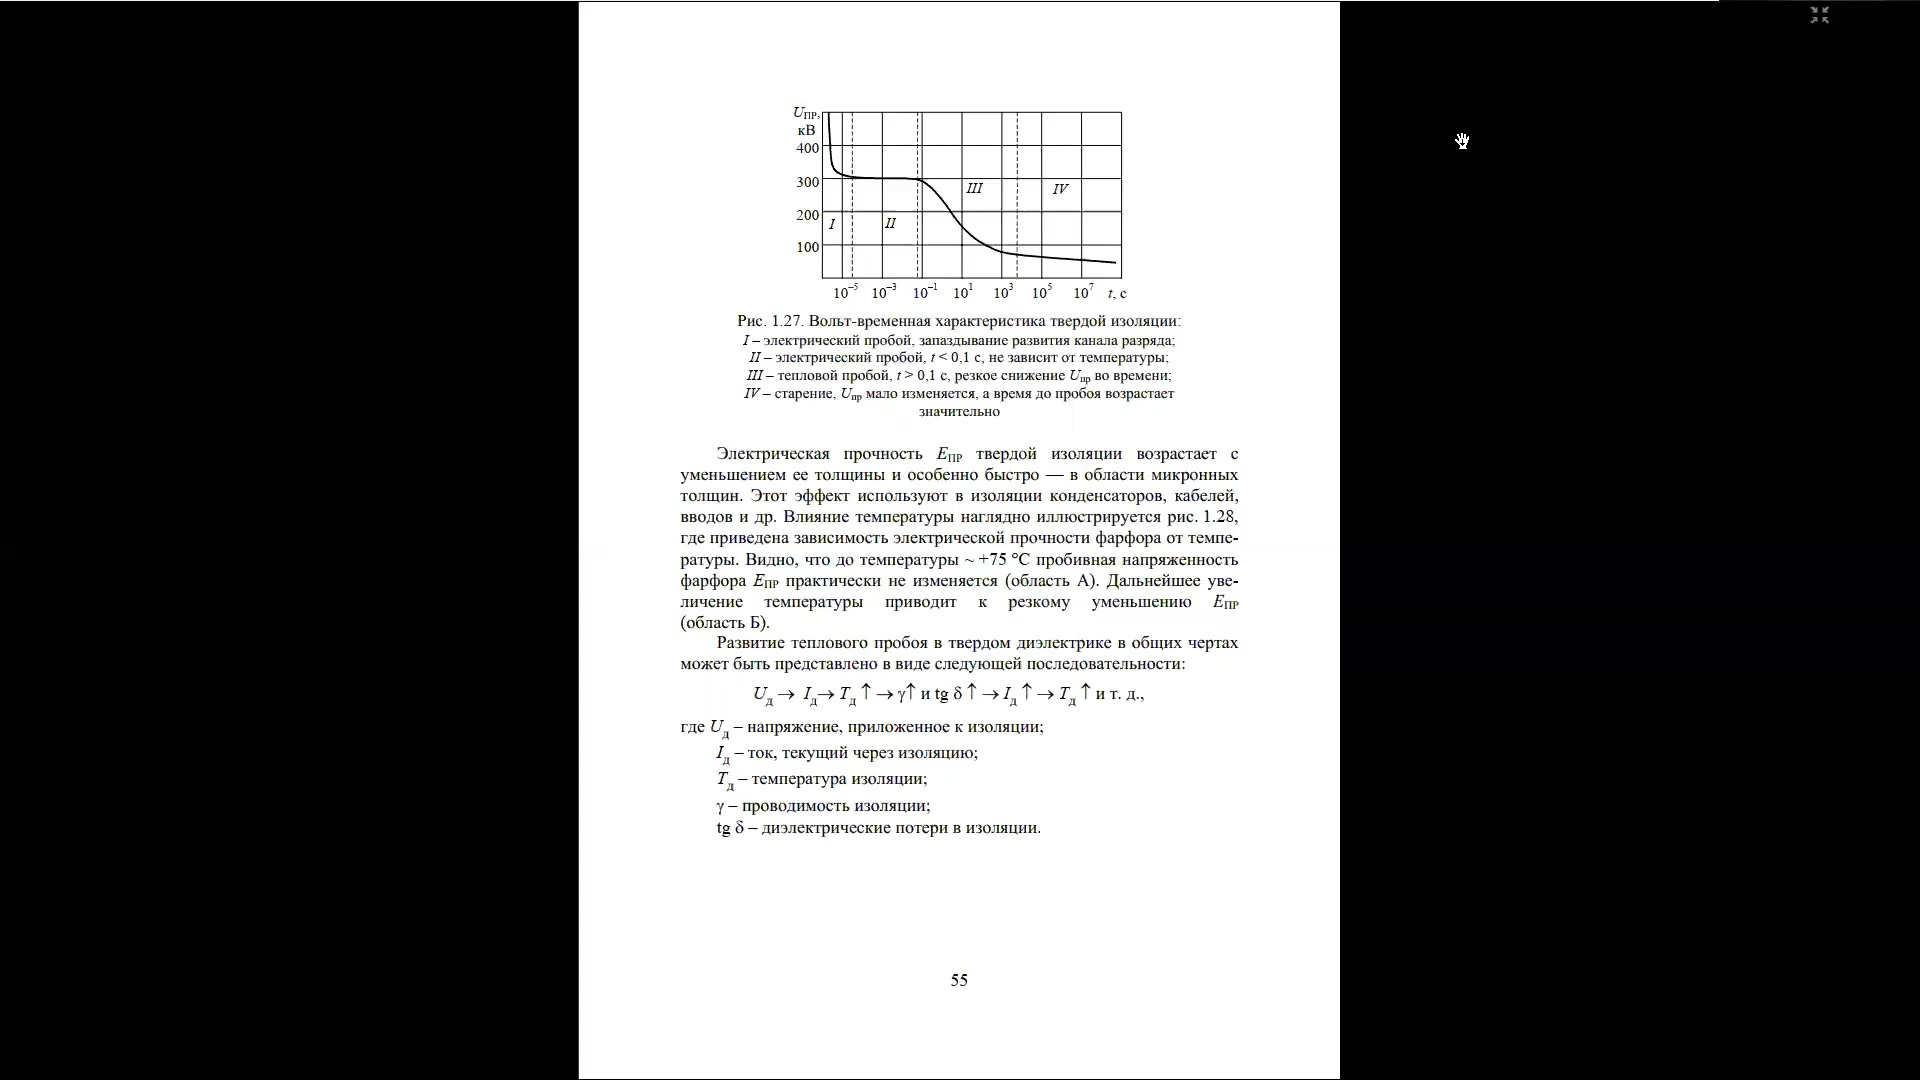 U_ПР,
кВ
400
300
200
100
I
II
III
IV
10^–5 10^–3 10^–1 10^1 10^3 10^5 10^7 t, с
Рис. 1.27. Вольт-временная характеристика твердой изоляции:
I – электрический пробой, запаздывание развития канала разряда;
II – электрический пробой, t < 0,1 с, не зависит от температуры;
III – тепловой пробой, t > 0,1 с, резкое снижение U_пр во времени;
IV – старение, U_пр мало изменяется, а время до пробоя возрастает
значительно
Электрическая прочность E_ПР твердой изоляции возрастает с
уменьшением ее толщины и особенно быстро — в области микронных
толщин. Этот эффект используют в изоляции конденсаторов, кабелей,
вводов и др. Влияние температуры наглядно иллюстрируется рис. 1.28,
где приведена зависимость электрической прочности фарфора от темпе-
ратуры. Видно, что до температуры ~ +75 °С пробивная напряженность
фарфора E_ПР практически не изменяется (область А). Дальнейшее уве-
личение температуры приводит к резкому уменьшению E_ПР
(область Б).
Развитие теплового пробоя в твердом диэлектрике в общих чертах
может быть представлено в виде следующей последовательности:
U_д → I_д → T_д ↑ → γ↑ и tg δ ↑ → I_д ↑ → T_д ↑ и т. д.,
где U_д – напряжение, приложенное к изоляции;
I_д – ток, текущий через изоляцию;
T_д – температура изоляции;
γ – проводимость изоляции;
tg δ – диэлектрические потери в изоляции.
55